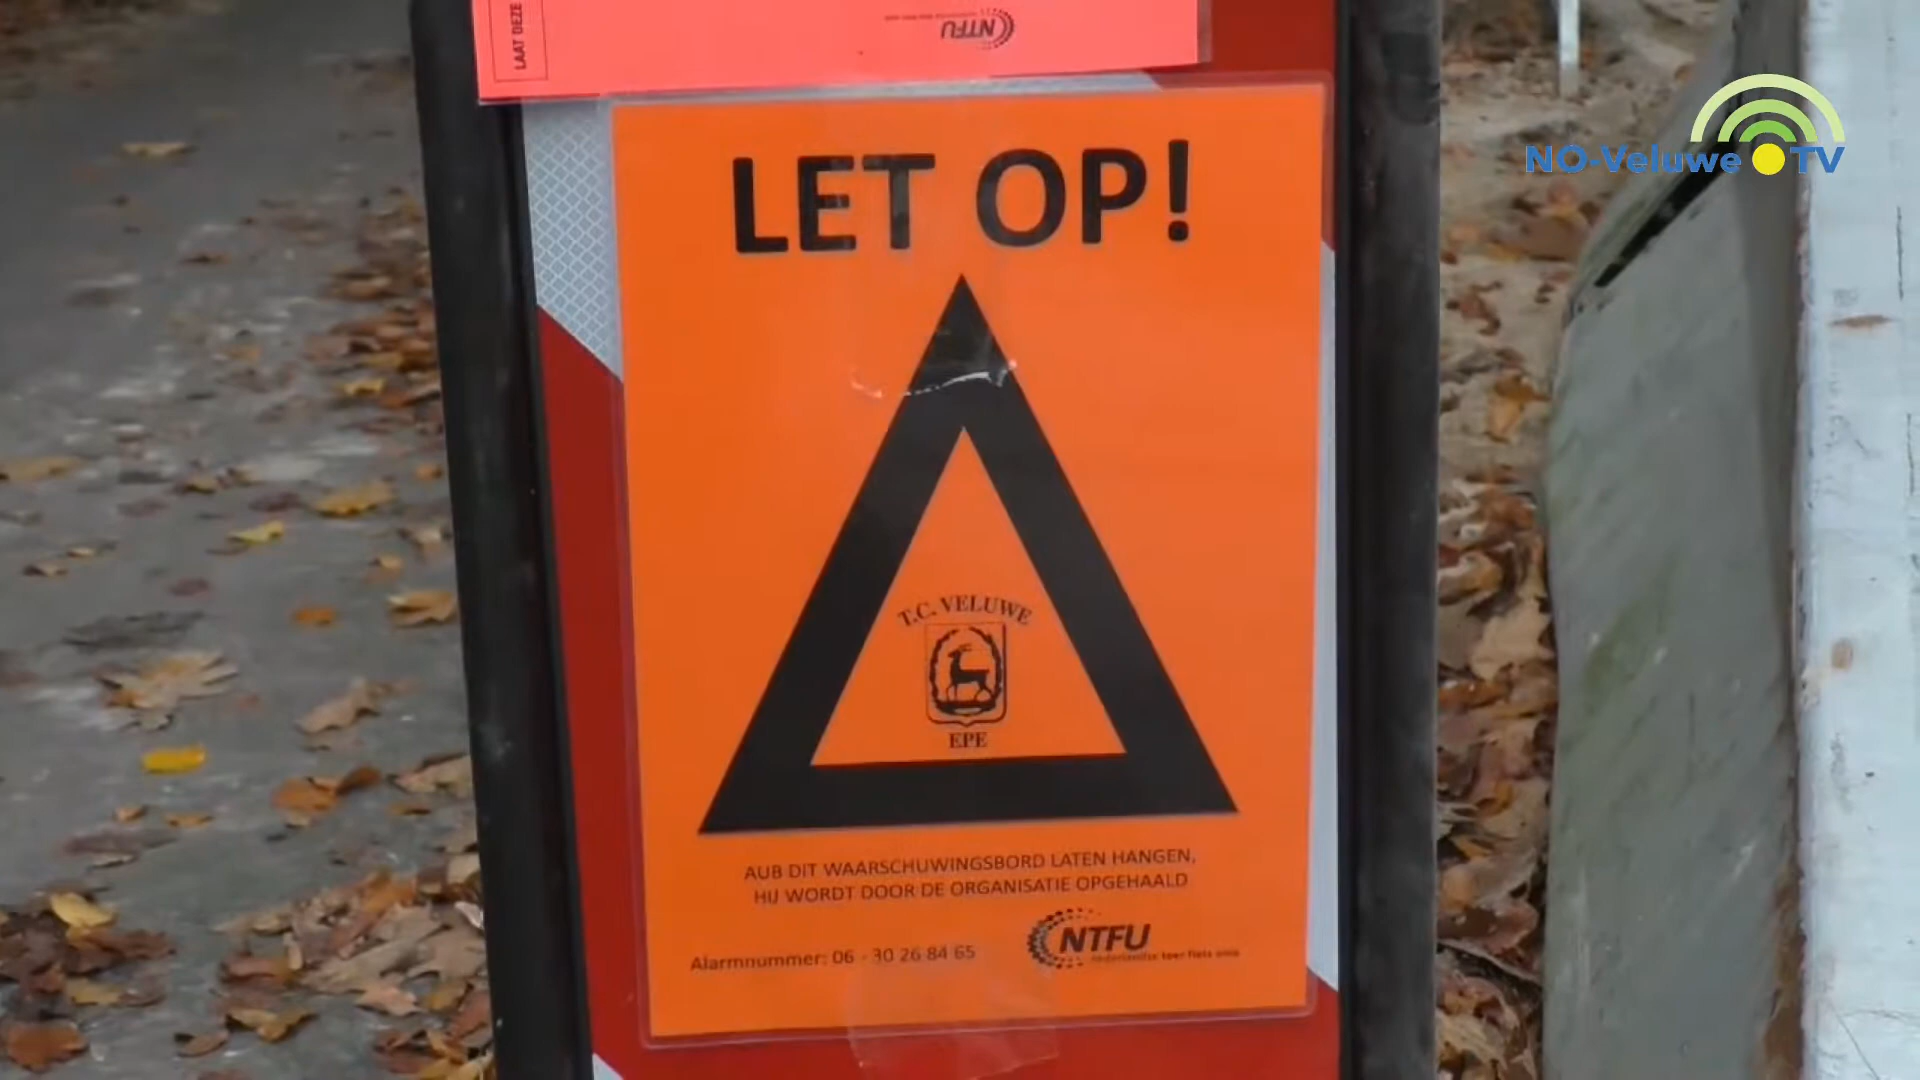 LAAT DEZE
NTFU
NO-Veluwe TV
LET OP!
T.C. VELUWE
EPE
AUB DIT WAARSCHUWINGSBORD LATEN HANGEN,
HIJ WORDT DOOR DE ORGANISATIE OPGEHAALD
Alarmnummer: 06 - 30 26 84 65
NTFU
nederlandse toer fiets unie